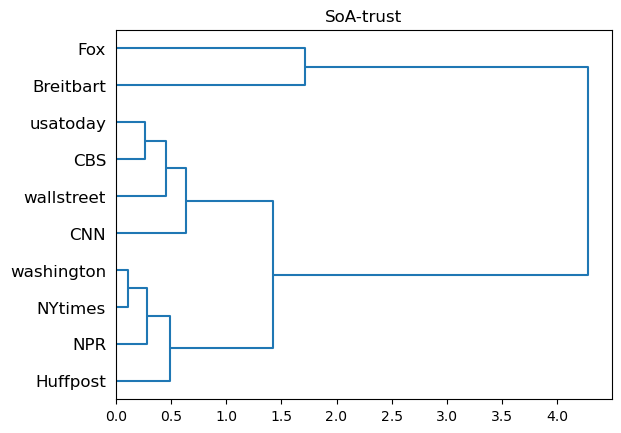 SoA-trust
Fox
Breitbart
usatoday
CBS
wallstreet
CNN
washington
NYtimes
NPR
Huffpost
0.0 0.5 1.0 1.5 2.0 2.5 3.0 3.5 4.0